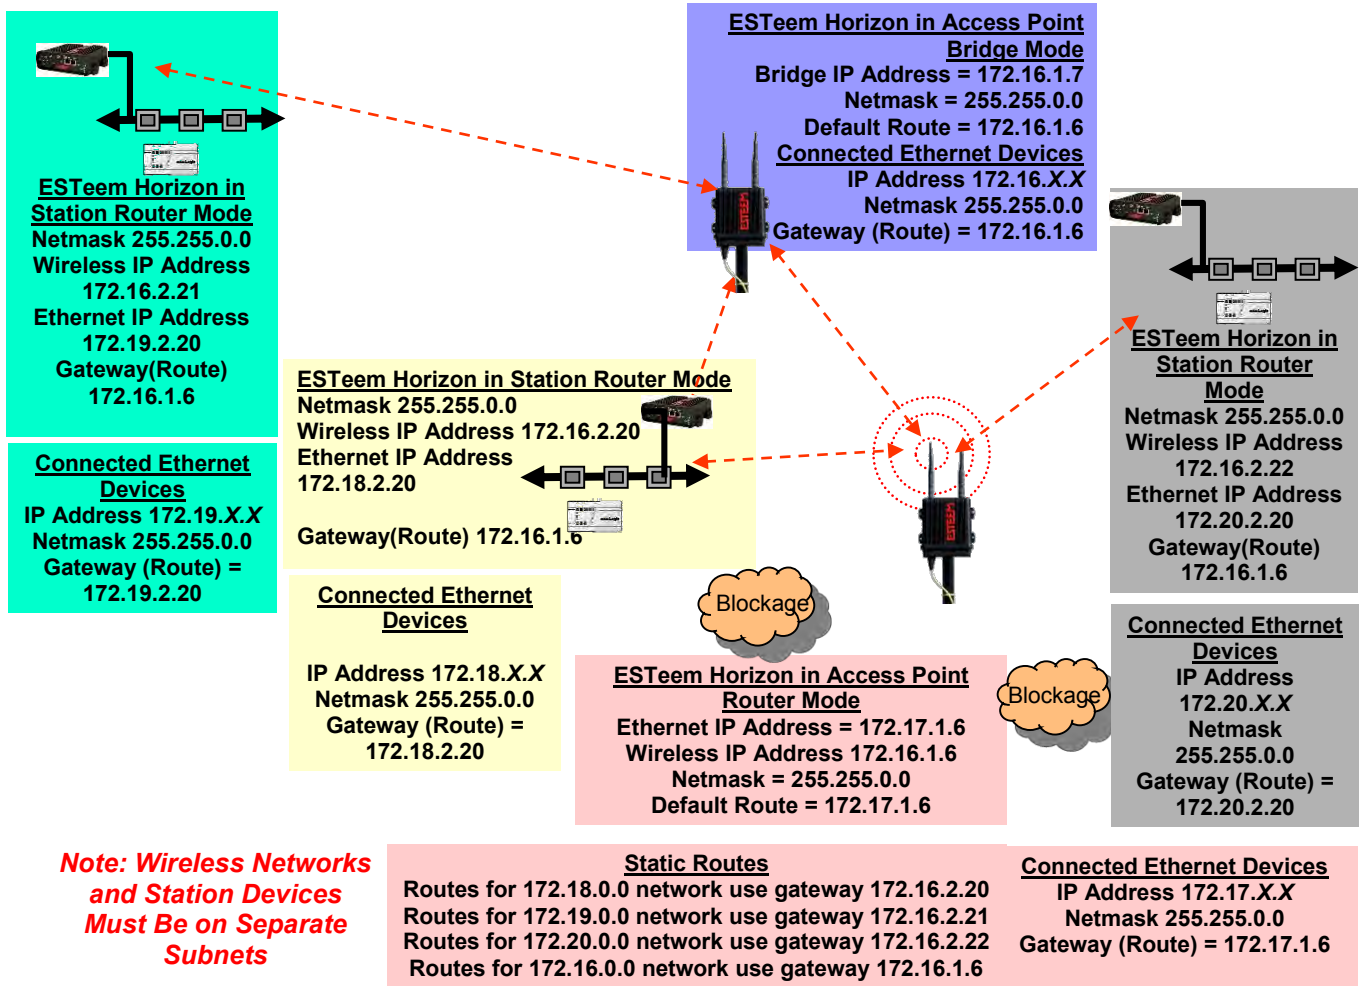 ESTeem Horizon in Access Point
Bridge Mode
Bridge IP Address = 172.16.1.7
Netmask = 255.255.0.0
Default Route = 172.16.1.6
Connected Ethernet Devices
IP Address 172.16.X.X
Netmask 255.255.0.0
Gateway (Route) = 172.16.1.6
ESTEEM
ESTeem Horizon in
Station Router Mode
Netmask 255.255.0.0
Wireless IP Address
172.16.2.21
Ethernet IP Address
172.19.2.20
Gateway(Route)
172.16.1.6
Connected Ethernet
Devices
IP Address 172.19.X.X
Netmask 255.255.0.0
Gateway (Route) =
172.19.2.20
ESTeem Horizon in Station Router Mode
Netmask 255.255.0.0
Wireless IP Address 172.16.2.20
Ethernet IP Address
172.18.2.20
Gateway(Route) 172.16.1.6
Connected Ethernet
Devices
IP Address 172.18.X.X
Netmask 255.255.0.0
Gateway (Route) =
172.18.2.20
ESTEEM
Blockage
ESTeem Horizon in Access Point
Router Mode
Ethernet IP Address = 172.17.1.6
Wireless IP Address 172.16.1.6
Netmask = 255.255.0.0
Default Route = 172.17.1.6
Blockage
ESTeem Horizon in
Station Router
Mode
Netmask 255.255.0.0
Wireless IP Address
172.16.2.22
Ethernet IP Address
172.20.2.20
Gateway(Route)
172.16.1.6
Connected Ethernet
Devices
IP Address
172.20.X.X
Netmask
255.255.0.0
Gateway (Route) =
172.20.2.20
Note: Wireless Networks
and Station Devices
Must Be on Separate
Subnets
Static Routes
Routes for 172.18.0.0 network use gateway 172.16.2.20
Routes for 172.19.0.0 network use gateway 172.16.2.21
Routes for 172.20.0.0 network use gateway 172.16.2.22
Routes for 172.16.0.0 network use gateway 172.16.1.6
Connected Ethernet Devices
IP Address 172.17.X.X
Netmask 255.255.0.0
Gateway (Route) = 172.17.1.6